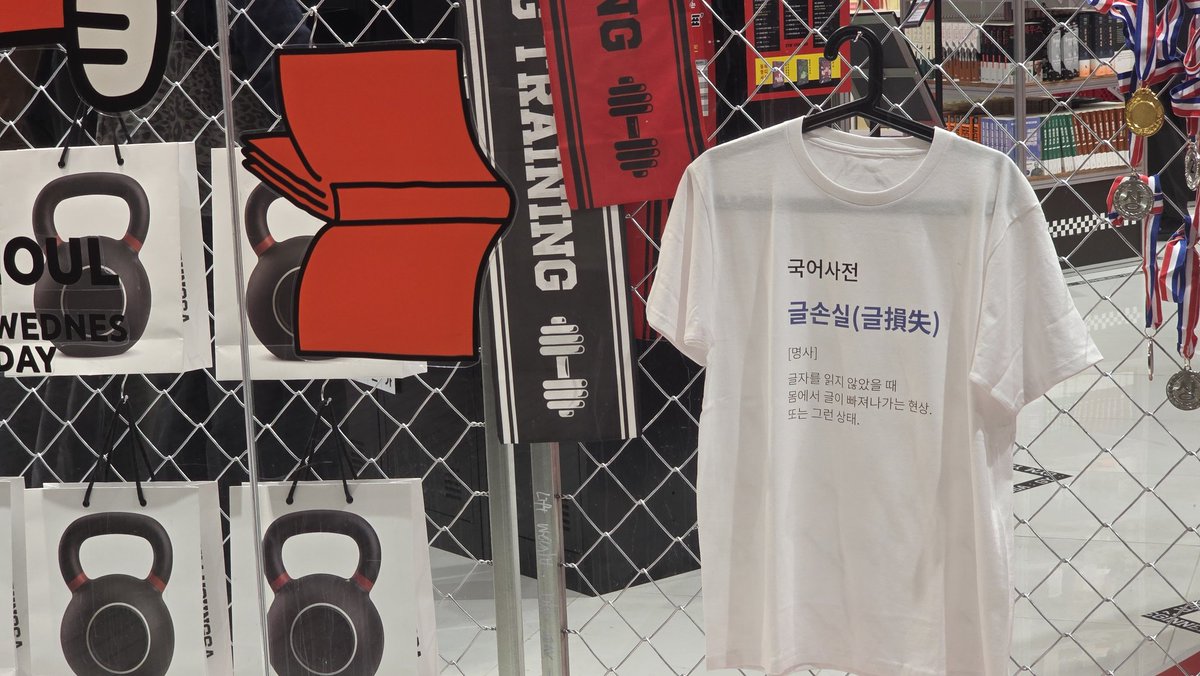 OUL
WEDNES
DAY
TRAINING
NG
국어사전
글손실(글損失)
[명사]
글자를 읽지 않았을 때
몸에서 글이 빠져나가는 현상.
또는 그런 상태.